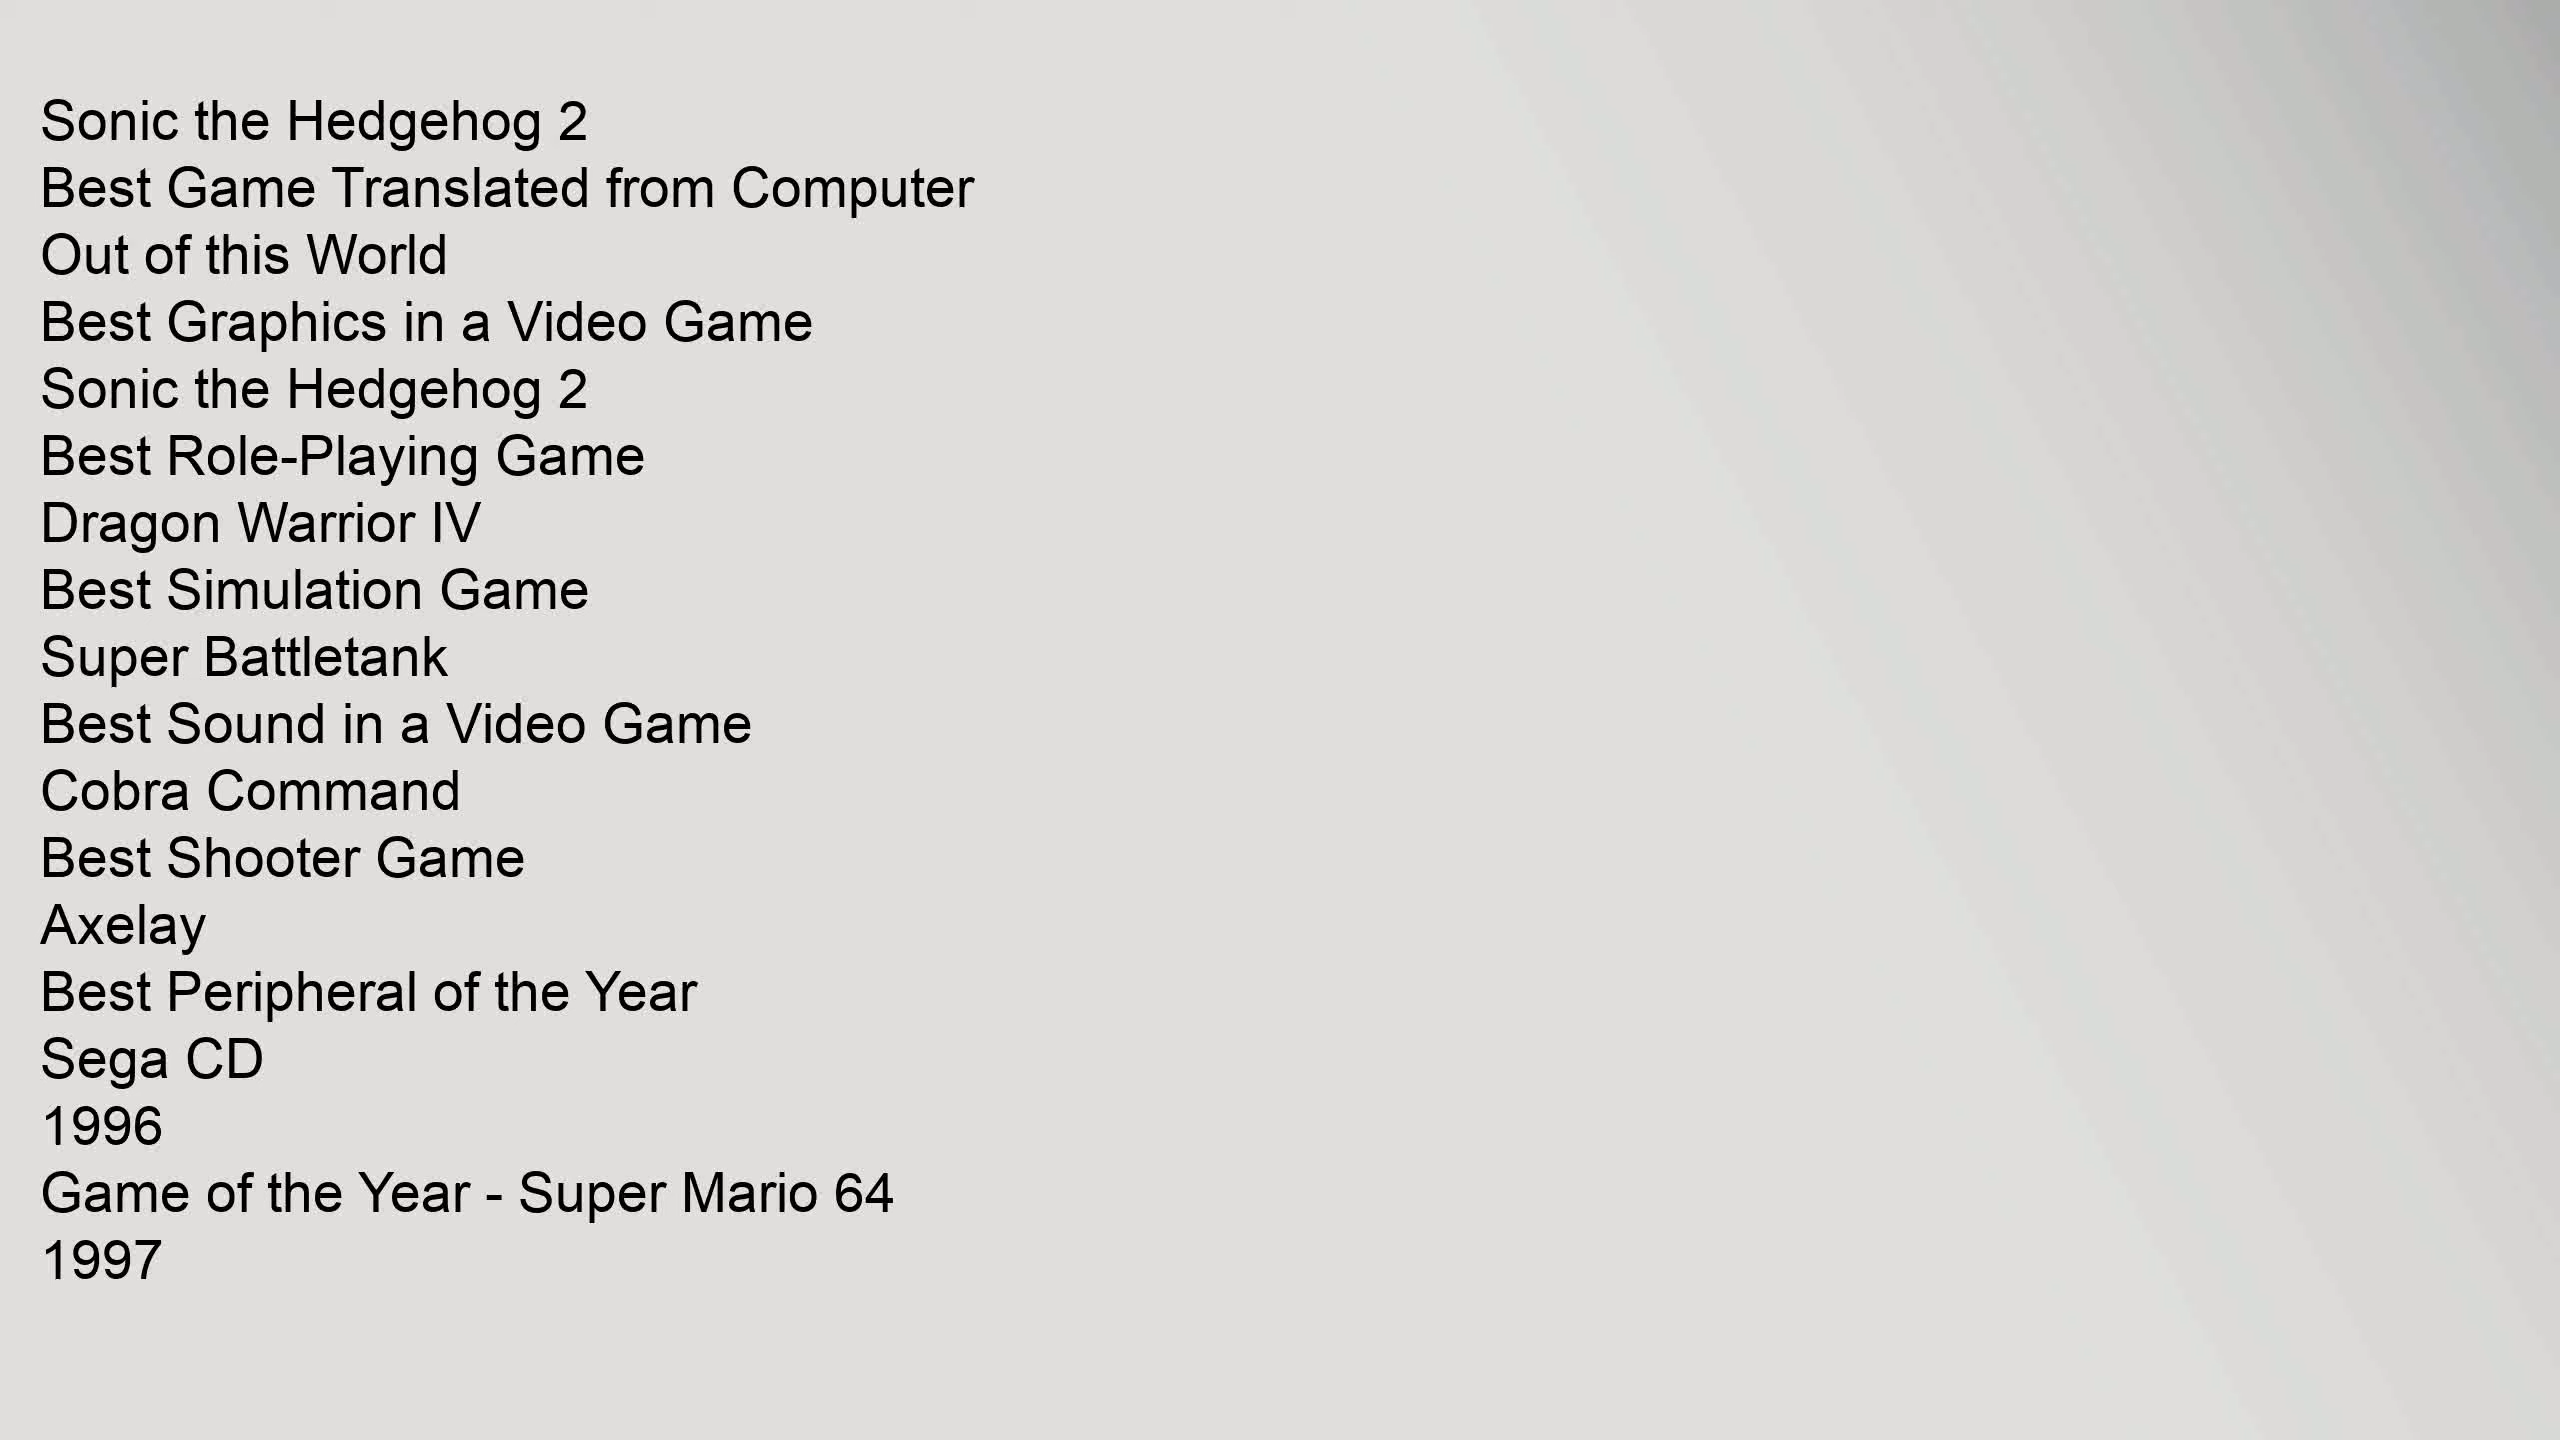 Sonic the Hedgehog 2
Best Game Translated from Computer
Out of this World
Best Graphics in a Video Game
Sonic the Hedgehog 2
Best Role-Playing Game
Dragon Warrior IV
Best Simulation Game
Super Battletank
Best Sound in a Video Game
Cobra Command
Best Shooter Game
Axelay
Best Peripheral of the Year
Sega CD
1996
Game of the Year - Super Mario 64
1997